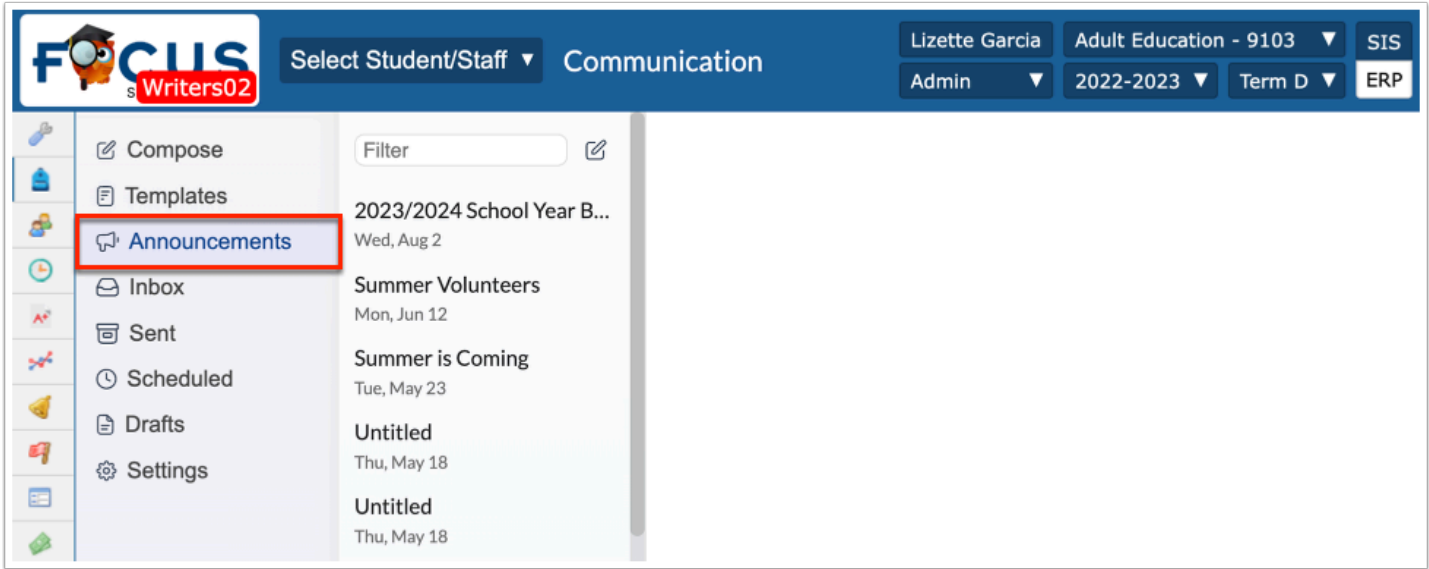 FOCUS
S Writers02
Select Student/Staff ▼
Communication
Lizette Garcia
Adult Education - 9103 ▼
SIS
Admin ▼
2022-2023 ▼
Term D ▼
ERP
Compose
Templates
Announcements
Inbox
Sent
Scheduled
Drafts
Settings
Filter
2023/2024 School Year B...
Wed, Aug 2
Summer Volunteers
Mon, Jun 12
Summer is Coming
Tue, May 23
Untitled
Thu, May 18
Untitled
Thu, May 18